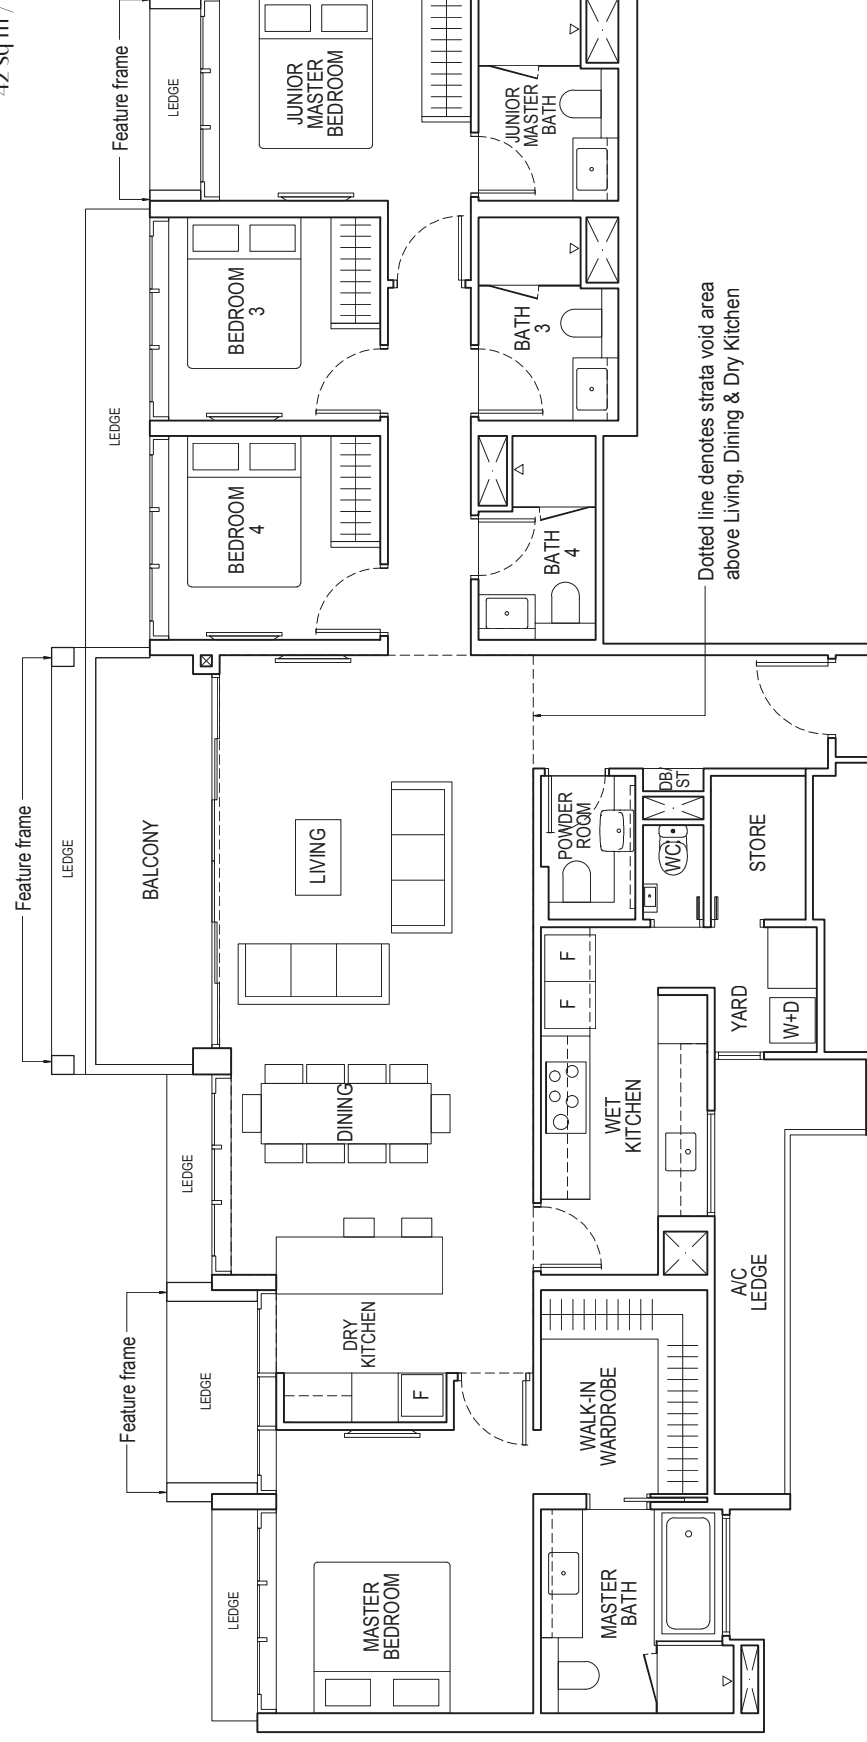 42 sq m /
Feature frame
LEDGE
JUNIOR
MASTER
BEDROOM
JUNIOR
MASTER
BATH
LEDGE
BEDROOM
3
BATH
3
BEDROOM
4
BATH
4
Dotted line denotes strata void area
above Living, Dining & Dry Kitchen
Feature frame
LEDGE
BALCONY
LIVING
POWDER
ROOM
DB/
ST
WC
STORE
F
F
YARD
W+D
LEDGE
DINING
WET
KITCHEN
Feature frame
LEDGE
DRY
KITCHEN
F
WALK-IN
WARDROBE
A/C
LEDGE
LEDGE
MASTER
BEDROOM
MASTER
BATH